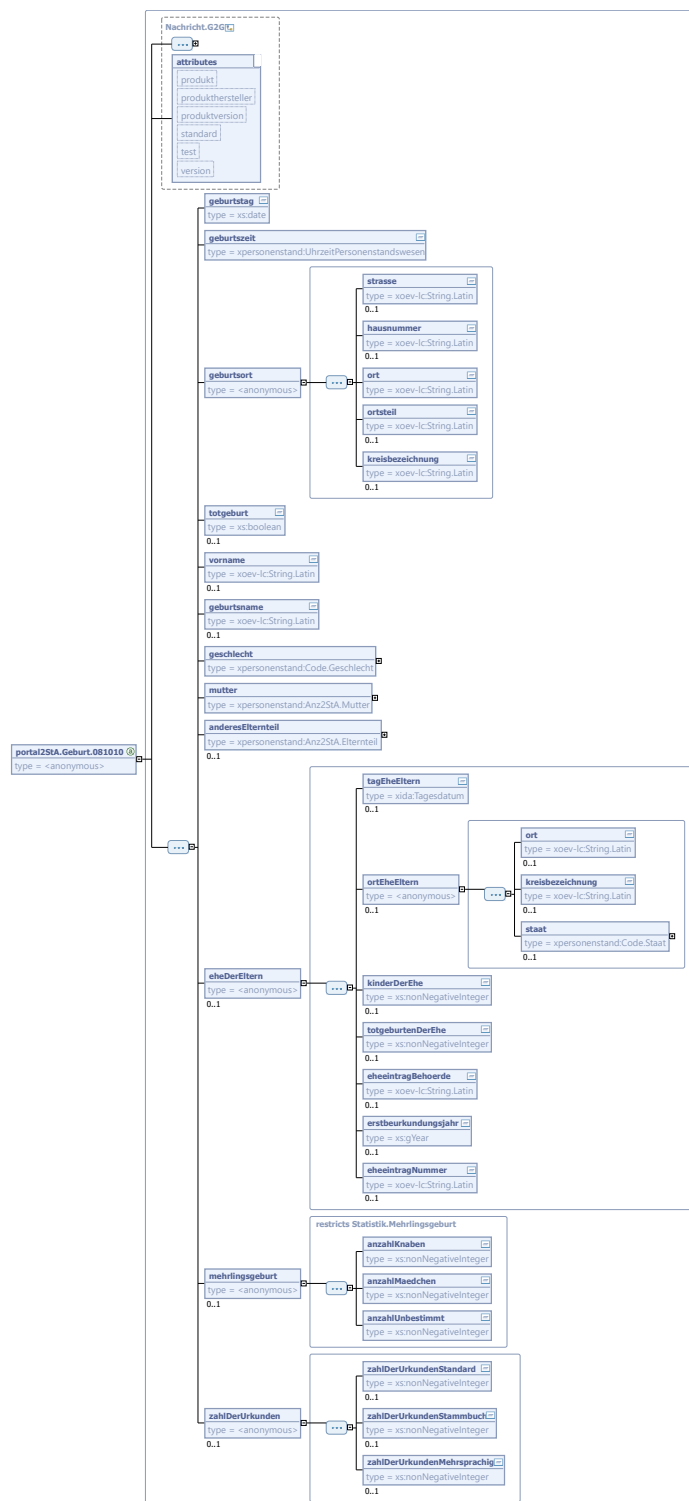 Nachricht.G2G
attributes
produkt
produkthersteller
produktversion
standard
test
version
geburtstag
type = xs:date
geburtszeit
type = xpersonenstand:UhrzeitPersonenstandswesen
strasse
type = xoev-lc:String.Latin
0..1
hausnummer
type = xoev-lc:String.Latin
0..1
geburtsort
type = <anonymous>
ort
type = xoev-lc:String.Latin
0..1
ortsteil
type = xoev-lc:String.Latin
0..1
kreisbezeichnung
type = xoev-lc:String.Latin
0..1
totgeburt
type = xs:boolean
0..1
vorname
type = xoev-lc:String.Latin
0..1
geburtsname
type = xoev-lc:String.Latin
0..1
geschlecht
type = xpersonenstand:Code.Geschlecht
mutter
type = xpersonenstand:Anz2StA.Mutter
anderesElternteil
type = xpersonenstand:Anz2StA.Elternteil
0..1
portal2StA.Geburt.081010
type = <anonymous>
tagEheEltern
type = xida:Tagesdatum
0..1
ortEheEltern
type = <anonymous>
0..1
ort
type = xoev-lc:String.Latin
0..1
kreisbezeichnung
type = xoev-lc:String.Latin
0..1
staat
type = xpersonenstand:Code.Staat
0..1
eheDerEltern
type = <anonymous>
0..1
kinderDerEhe
type = xs:nonNegativeInteger
0..1
totgeburtenDerEhe
type = xs:nonNegativeInteger
0..1
eheeintragBehoerde
type = xoev-lc:String.Latin
0..1
erstbeurkundungsjahr
type = xs:gYear
0..1
eheeintragNummer
type = xoev-lc:String.Latin
0..1
restricts Statistik.Mehrlingsgeburt
mehrlingsgeburt
type = <anonymous>
0..1
anzahlKnaben
type = xs:nonNegativeInteger
anzahlMaedchen
type = xs:nonNegativeInteger
anzahlUnbestimmt
type = xs:nonNegativeInteger
zahlDerUrkunden
type = <anonymous>
0..1
zahlDerUrkundenStandard
type = xs:nonNegativeInteger
0..1
zahlDerUrkundenStammbuch
type = xs:nonNegativeInteger
0..1
zahlDerUrkundenMehrsprachig
type = xs:nonNegativeInteger
0..1